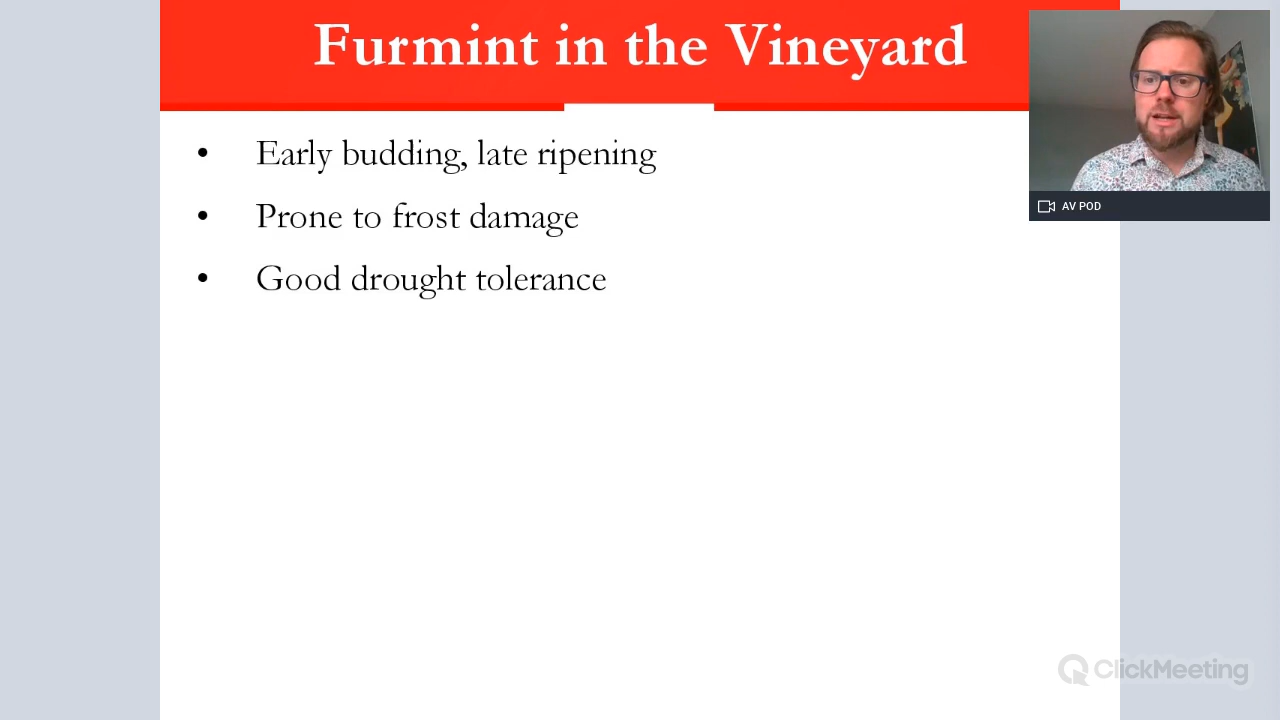 Furmint in the Vineyard
• Early budding, late ripening
• Prone to frost damage
• Good drought tolerance
AV POD
ClickMeeting